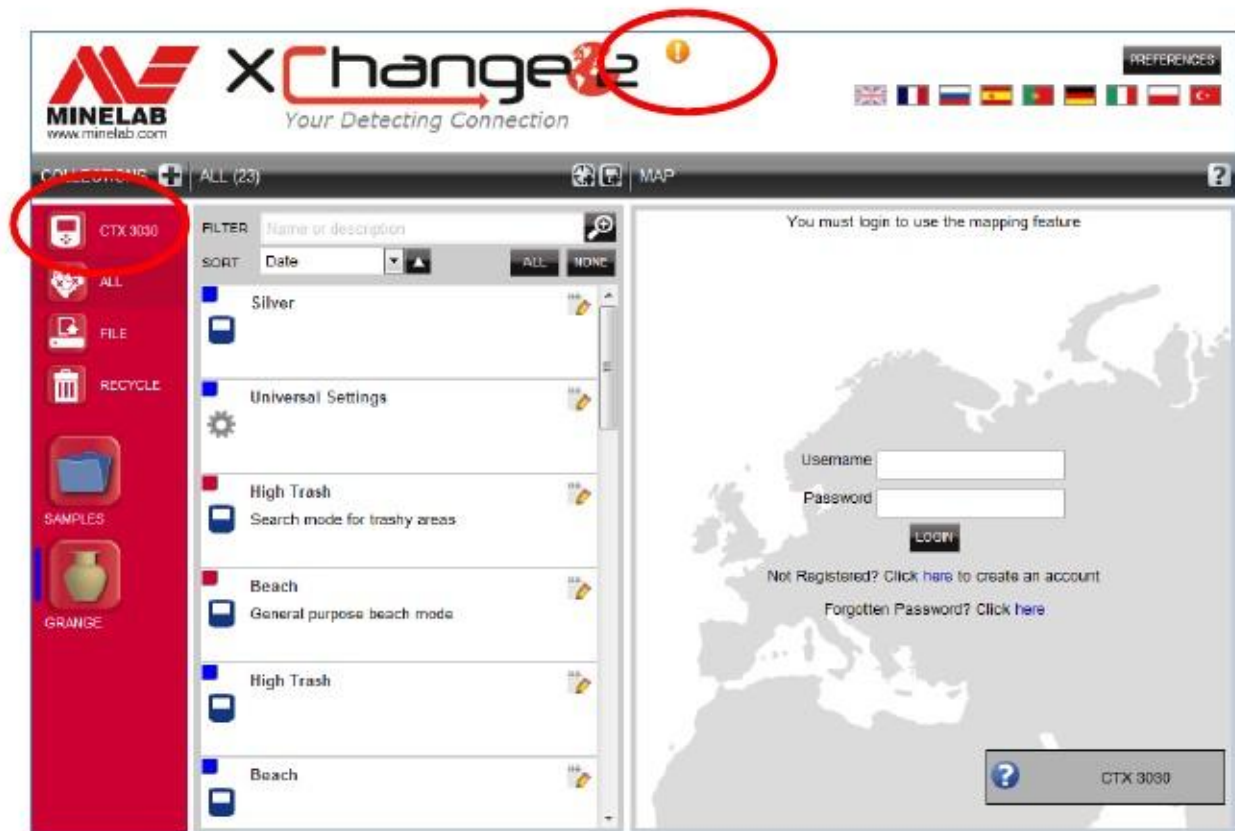 MINELAB
www.minelab.com
xChange 2
Your Detecting Connection
PREFERENCES
COLLECTIONS
ALL (23)
MAP
CTX 3030
ALL
FILE
RECYCLE
SAMPLES
GRANGE
FILTER Name or description
SORT Date ALL NONE
Silver
Universal Settings
High Trash
Search mode for trashy areas
Beach
General purpose beach mode
High Trash
Beach
You must login to use the mapping feature
Username
Password
LOGIN
Not Registered? Click here to create an account
Forgotten Password? Click here
CTX 3030